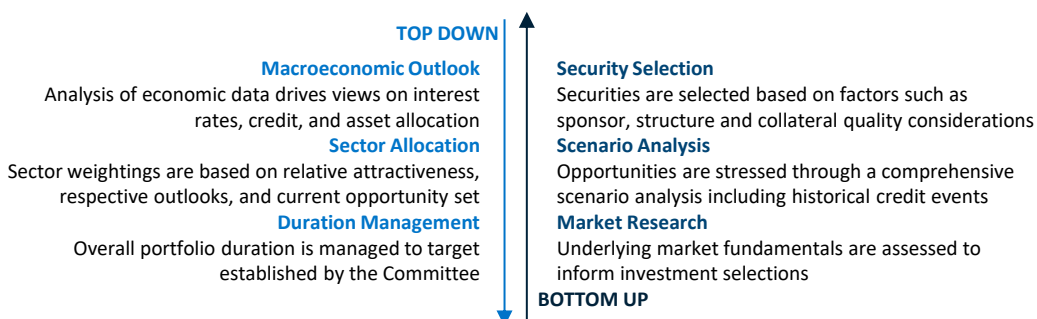 TOP DOWN
Macroeconomic Outlook
Analysis of economic data drives views on interest
rates, credit, and asset allocation
Sector Allocation
Sector weightings are based on relative attractiveness,
respective outlooks, and current opportunity set
Duration Management
Overall portfolio duration is managed to target
established by the Committee
Security Selection
Securities are selected based on factors such as
sponsor, structure and collateral quality considerations
Scenario Analysis
Opportunities are stressed through a comprehensive
scenario analysis including historical credit events
Market Research
Underlying market fundamentals are assessed to
inform investment selections
BOTTOM UP